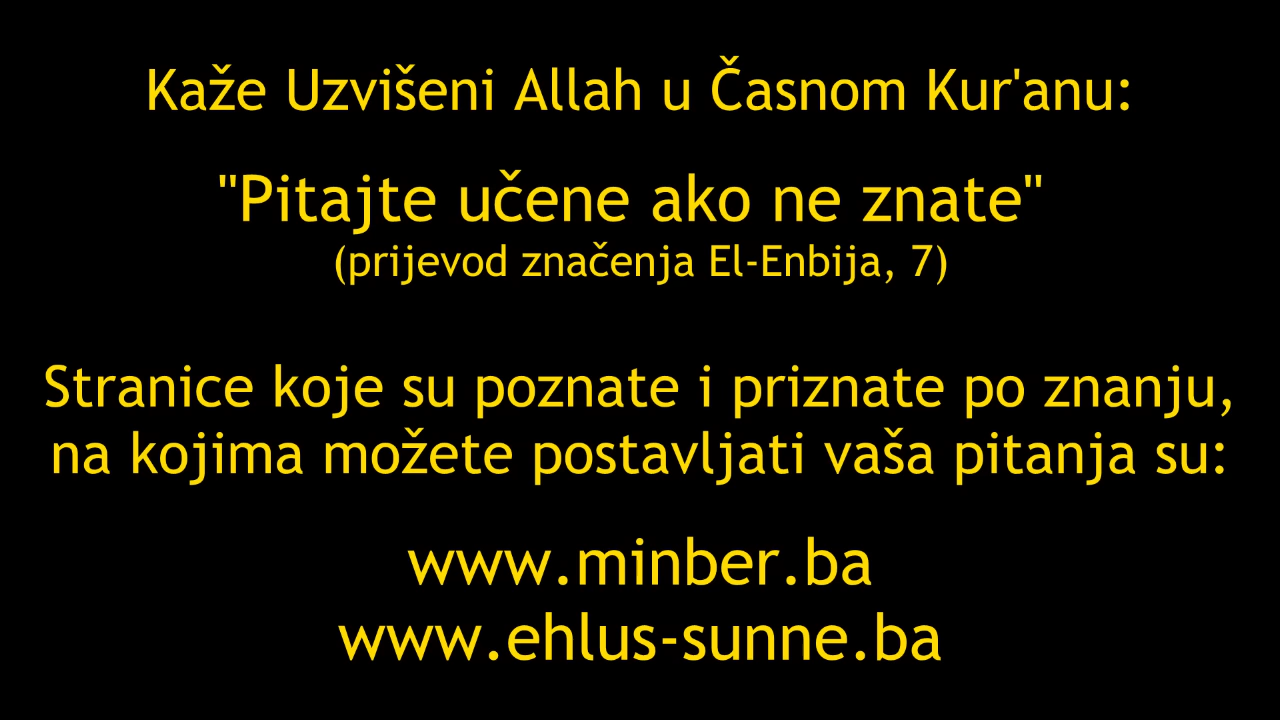 Kaže Uzvišeni Allah u Časnom Kur'anu:
"Pitajte učene ako ne znate"
(prijevod značenja El-Enbija, 7)
Stranice koje su poznate i priznate po znanju,
na kojima možete postavljati vaša pitanja su:
www.minber.ba
www.ehlus-sunne.ba